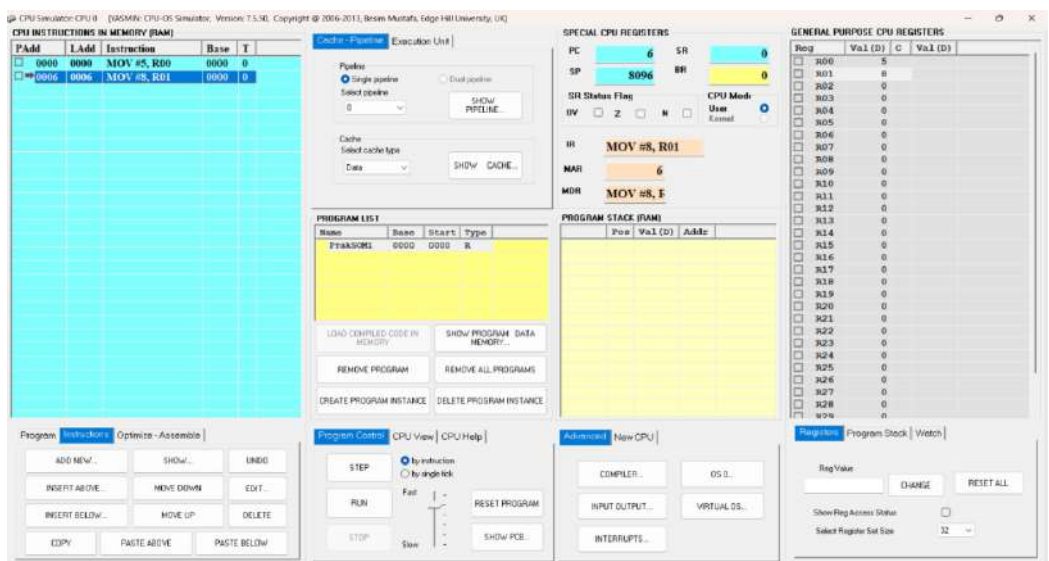 CPU Simulator: CPU 0 [YASMIN: CPU-OS Simulator, Version: 7.5.50, Copyright @ 2006-2013, Besim Mustafa, Edge Hill University, UK]
CPU INSTRUCTIONS IN MEMORY (RAM)
PAdd LAdd Instruction Base T
0000 0000 MOV #5, R00 0000 0
0006 0006 MOV #8, R01 0000 0
Program Instructions Optimize - Assemble
ADD NEW... SHOW... UNDO
INSERT ABOVE... MOVE DOWN EDIT...
INSERT BELOW... MOVE UP DELETE
COPY PASTE ABOVE PASTE BELOW
Cache - Pipeline Execution Unit
Pipeline
Single pipeline Dual pipeline
Select pipeline
0 SHOW PIPELINE...
Cache
Select cache type
Data SHOW CACHE...
PROGRAM LIST
Name Base Start Type
PrakSOM1 0000 0000 R
LOAD COMPILED CODE IN MEMORY SHOW PROGRAM DATA MEMORY...
REMOVE PROGRAM REMOVE ALL PROGRAMS
CREATE PROGRAM INSTANCE DELETE PROGRAM INSTANCE
Program Control CPU View CPU Help
STEP by instruction
by single tick
RUN Fast RESET PROGRAM
STOP Slow SHOW PCB...
SPECIAL CPU REGISTERS
PC 6 SR 0
SP 8096 BR 0
SR Status Flag CPU Mode
OV Z N User
Kernel
IR MOV #8, R01
MAR 6
MDR MOV #8, F
PROGRAM STACK (RAM)
Pos Val (D) Addr
Advanced New CPU
COMPILER... OS 0...
INPUT OUTPUT... VIRTUAL OS...
INTERRUPTS...
GENERAL PURPOSE CPU REGISTERS
Reg Val (D) C Val (D)
R00 5
R01 8
R02 0
R03 0
R04 0
R05 0
R06 0
R07 0
R08 0
R09 0
R10 0
R11 0
R12 0
R13 0
R14 0
R15 0
R16 0
R17 0
R18 0
R19 0
R20 0
R21 0
R22 0
R23 0
R24 0
R25 0
R26 0
R27 0
R28 0
R29 0
Registers Program Stack Watch
Reg Value
CHANGE RESET ALL
Show Reg Access Status
Select Register Set Size 32